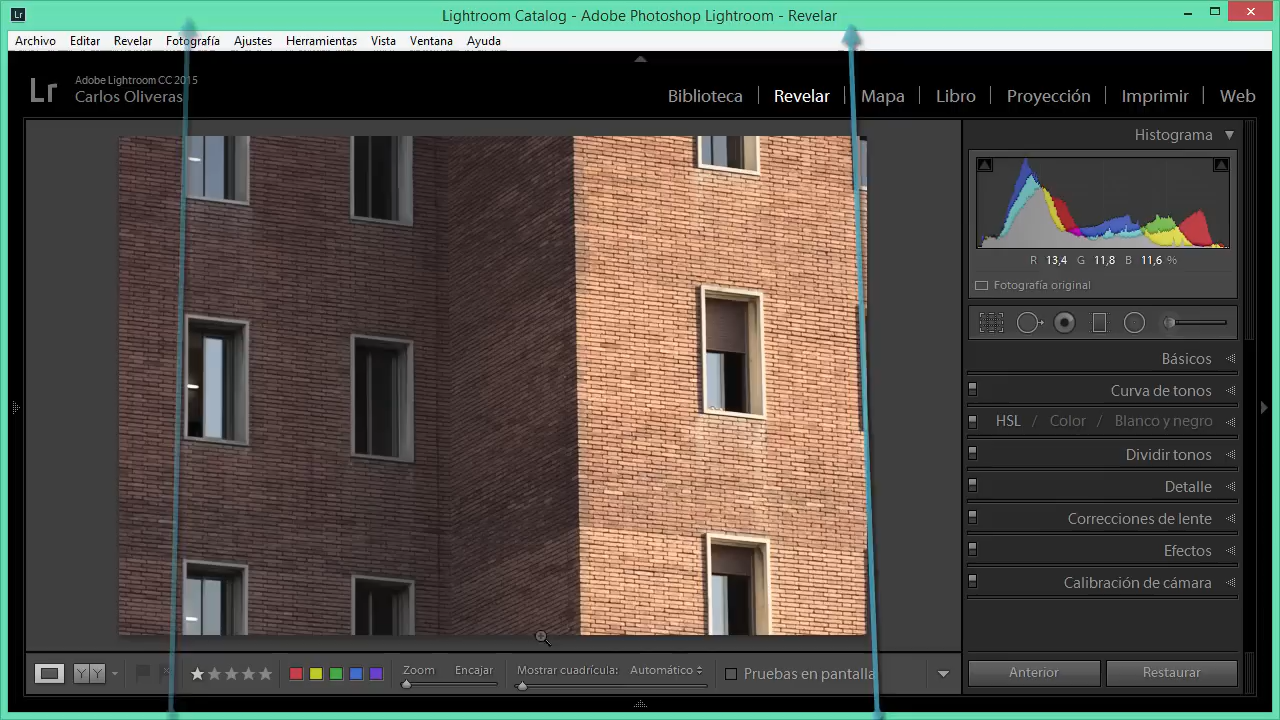 Lr
Lightroom Catalog - Adobe Photoshop Lightroom - Revelar
Archivo Editar Revelar Fotografía Ajustes Herramientas Vista Ventana Ayuda
Lr
Adobe Lightroom CC 2015
Carlos Oliveras
Biblioteca Revelar Mapa Libro Proyección Imprimir Web
Histograma
R 13,4 G 11,8 B 11,6 %
Fotografía original
Básicos
Curva de tonos
HSL / Color / Blanco y negro
Dividir tonos
Detalle
Correcciones de lente
Efectos
Calibración de cámara
YY
Zoom Encajar
Mostrar cuadrícula: Automático
Pruebas en pantalla
Anterior Restaurar